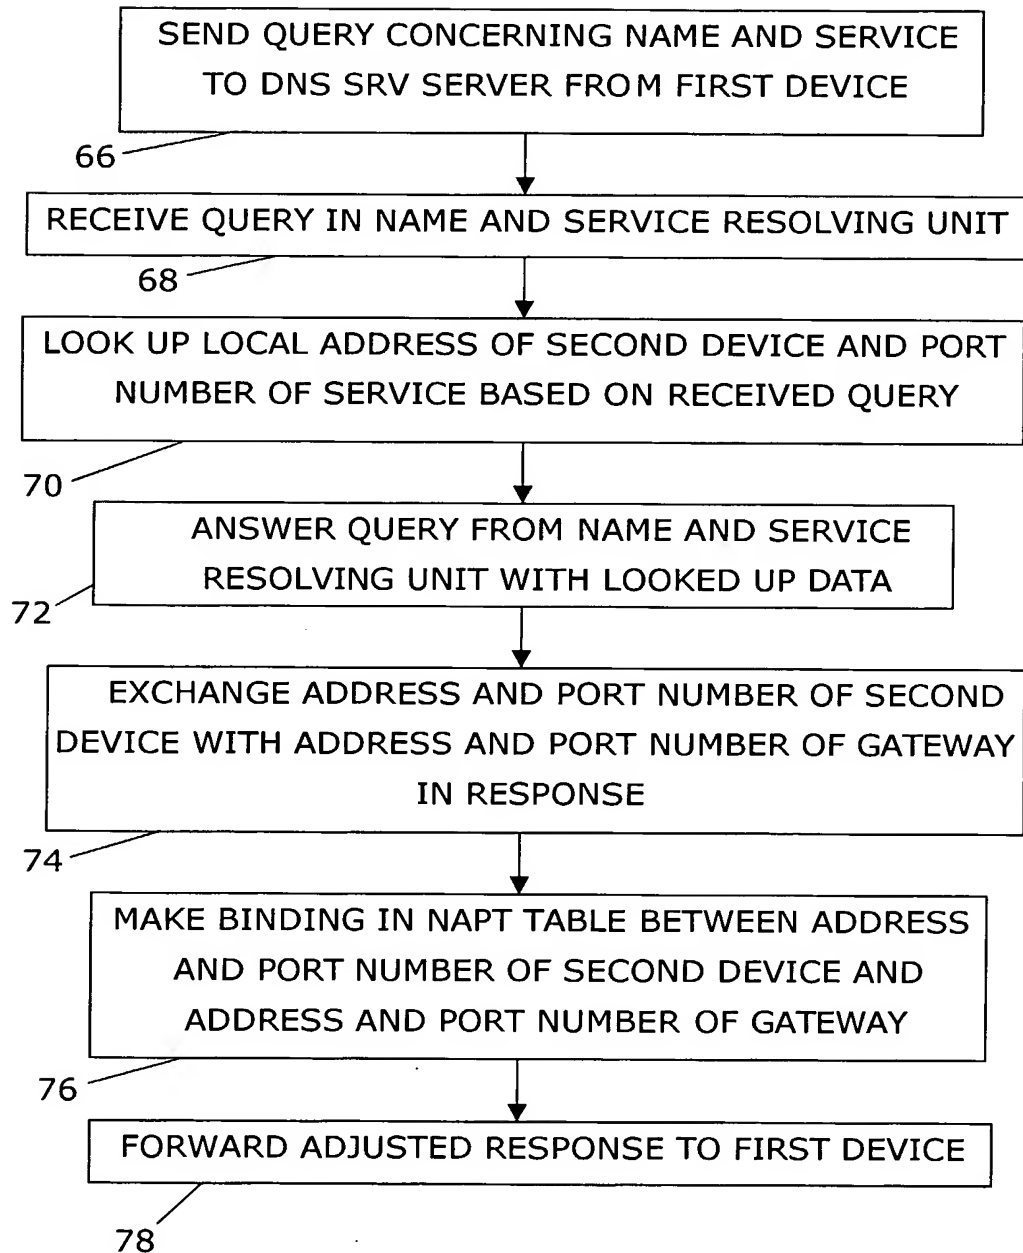 SEND QUERY CONCERNING NAME AND SERVICE
TO DNS SRV SERVER FROM FIRST DEVICE
66
RECEIVE QUERY IN NAME AND SERVICE RESOLVING UNIT
68
LOOK UP LOCAL ADDRESS OF SECOND DEVICE AND PORT
NUMBER OF SERVICE BASED ON RECEIVED QUERY
70
ANSWER QUERY FROM NAME AND SERVICE
RESOLVING UNIT WITH LOOKED UP DATA
72
EXCHANGE ADDRESS AND PORT NUMBER OF SECOND
DEVICE WITH ADDRESS AND PORT NUMBER OF GATEWAY
IN RESPONSE
74
MAKE BINDING IN NAPT TABLE BETWEEN ADDRESS
AND PORT NUMBER OF SECOND DEVICE AND
ADDRESS AND PORT NUMBER OF GATEWAY
76
FORWARD ADJUSTED RESPONSE TO FIRST DEVICE
78